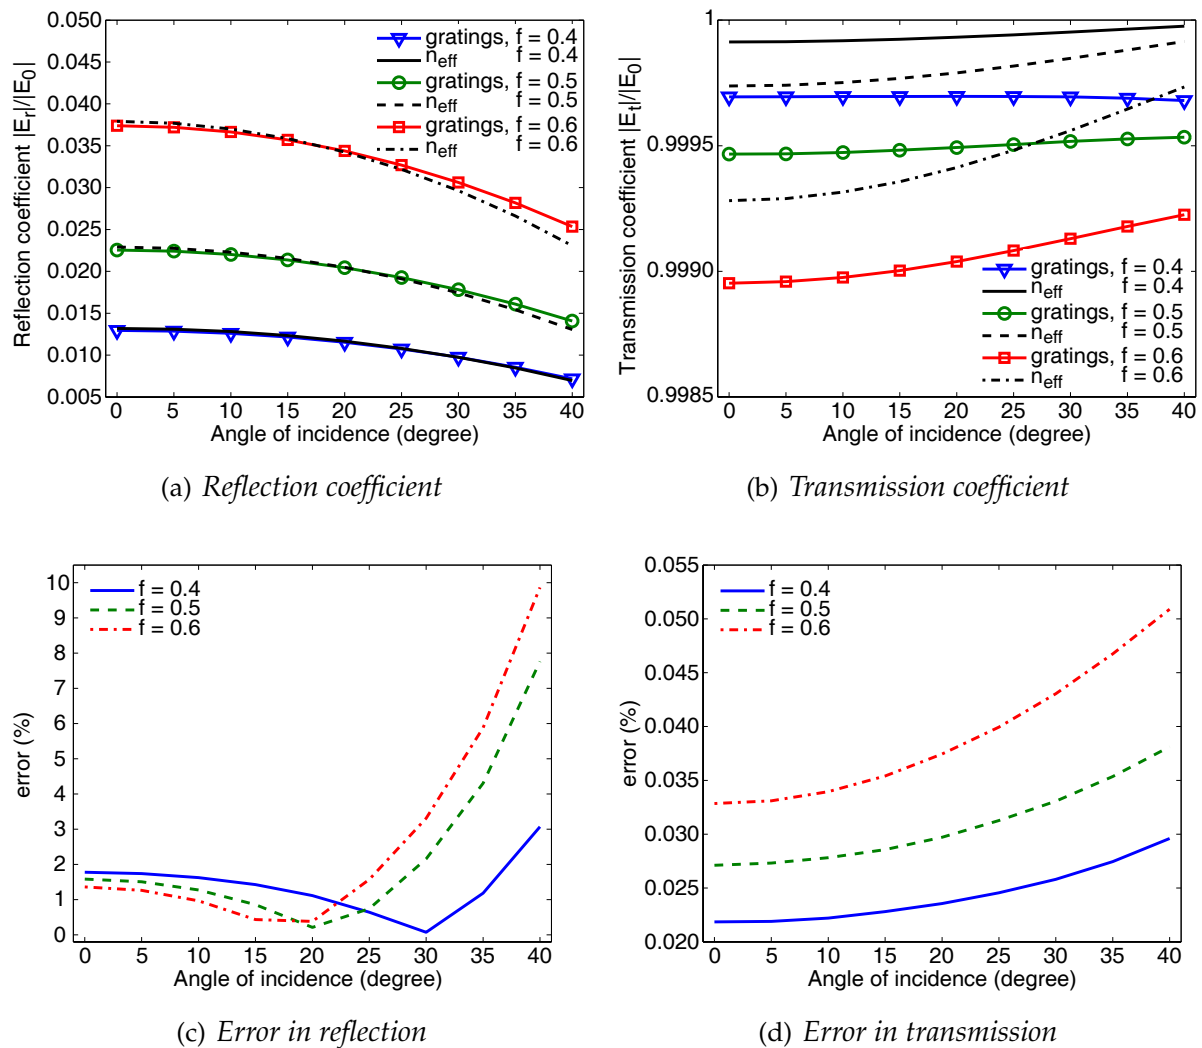 0.050
0.045
0.040
0.035
0.030
0.025
0.020
0.015
0.010
0.005
Reflection coefficient |E_r|/|E_0|
gratings, f = 0.4
n_eff f = 0.4
gratings, f = 0.5
n_eff f = 0.5
gratings, f = 0.6
n_eff f = 0.6
0 5 10 15 20 25 30 35 40
Angle of incidence (degree)
(a) Reflection coefficient
1
0.9995
0.9990
0.9985
Transmission coefficient |E_t|/|E_0|
gratings, f = 0.4
n_eff f = 0.4
gratings, f = 0.5
n_eff f = 0.5
gratings, f = 0.6
n_eff f = 0.6
0 5 10 15 20 25 30 35 40
Angle of incidence (degree)
(b) Transmission coefficient
10
9
8
7
6
5
4
3
2
1
0
error (%)
f = 0.4
f = 0.5
f = 0.6
0 5 10 15 20 25 30 35 40
Angle of incidence (degree)
(c) Error in reflection
0.055
0.050
0.045
0.040
0.035
0.030
0.025
0.020
error (%)
f = 0.4
f = 0.5
f = 0.6
0 5 10 15 20 25 30 35 40
Angle of incidence (degree)
(d) Error in transmission